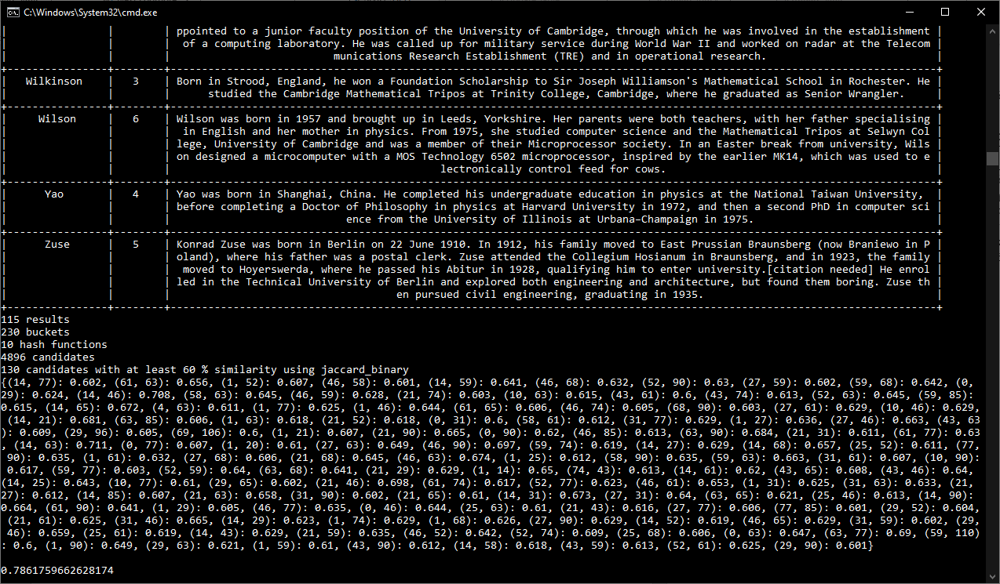 C:\Windows\System32\cmd.exe
| | | ppointed to a junior faculty position of the University of Cambridge, through which he was involved in the establishment |
| | | of a computing laboratory. He was called up for military service during World War II and worked on radar at the Telecom |
| | | munications Research Establishment (TRE) and in operational research. |
| Wilkinson | 3 | Born in Strood, England, he won a Foundation Scholarship to Sir Joseph Williamson's Mathematical School in Rochester. He |
| | | studied the Cambridge Mathematical Tripos at Trinity College, Cambridge, where he graduated as Senior Wrangler. |
| Wilson | 6 | Wilson was born in 1957 and brought up in Leeds, Yorkshire. Her parents were both teachers, with her father specialising |
| | | in English and her mother in physics. From 1975, she studied computer science and the Mathematical Tripos at Selwyn Col |
| | | lege, University of Cambridge and was a member of their Microprocessor society. In an Easter break from university, Wils |
| | | on designed a microcomputer with a MOS Technology 6502 microprocessor, inspired by the earlier MK14, which was used to e |
| | | lectronically control feed for cows. |
| Yao | 4 | Yao was born in Shanghai, China. He completed his undergraduate education in physics at the National Taiwan University, |
| | | before completing a Doctor of Philosophy in physics at Harvard University in 1972, and then a second PhD in computer sci |
| | | ence from the University of Illinois at Urbana–Champaign in 1975. |
| Zuse | 5 | Konrad Zuse was born in Berlin on 22 June 1910. In 1912, his family moved to East Prussian Braunsberg (now Braniewo in P |
| | | oland), where his father was a postal clerk. Zuse attended the Collegium Hosianum in Braunsberg, and in 1923, the family |
| | | moved to Hoyerswerda, where he passed his Abitur in 1928, qualifying him to enter university.[citation needed] He enrol |
| | | led in the Technical University of Berlin and explored both engineering and architecture, but found them boring. Zuse th |
| | | en pursued civil engineering, graduating in 1935. |
115 results
230 buckets
10 hash functions
4896 candidates
130 candidates with at least 60 % similarity using jaccard_binary
{(14, 77): 0.602, (61, 63): 0.656, (1, 52): 0.607, (46, 58): 0.601, (14, 59): 0.641, (46, 68): 0.632, (52, 90): 0.63, (27, 59): 0.602, (59, 68): 0.642, (0,
29): 0.624, (14, 46): 0.708, (58, 63): 0.645, (46, 59): 0.628, (21, 74): 0.603, (10, 63): 0.615, (43, 61): 0.6, (43, 74): 0.613, (52, 63): 0.645, (59, 85):
0.615, (14, 65): 0.672, (4, 63): 0.611, (1, 77): 0.625, (1, 46): 0.644, (61, 65): 0.606, (46, 74): 0.605, (68, 90): 0.603, (27, 61): 0.629, (10, 46): 0.629,
(14, 21): 0.681, (63, 85): 0.606, (1, 63): 0.618, (21, 52): 0.618, (0, 31): 0.6, (58, 61): 0.612, (31, 77): 0.629, (1, 27): 0.636, (27, 46): 0.663, (43, 63
): 0.609, (29, 96): 0.605, (69, 106): 0.6, (1, 21): 0.607, (21, 90): 0.665, (0, 90): 0.62, (46, 85): 0.613, (63, 90): 0.684, (21, 31): 0.611, (61, 77): 0.63
, (14, 63): 0.711, (0, 77): 0.607, (1, 20): 0.61, (27, 63): 0.649, (46, 90): 0.697, (59, 74): 0.619, (14, 27): 0.629, (14, 68): 0.657, (25, 52): 0.611, (77,
90): 0.635, (1, 61): 0.632, (27, 68): 0.606, (21, 68): 0.645, (46, 63): 0.674, (1, 25): 0.612, (58, 90): 0.635, (59, 63): 0.663, (31, 61): 0.607, (10, 90):
0.617, (59, 77): 0.603, (52, 59): 0.64, (63, 68): 0.641, (21, 29): 0.629, (1, 14): 0.65, (74, 43): 0.613, (14, 61): 0.62, (43, 65): 0.608, (43, 46): 0.64,
(14, 25): 0.643, (10, 77): 0.61, (29, 65): 0.602, (21, 46): 0.698, (61, 74): 0.617, (52, 77): 0.623, (46, 61): 0.653, (1, 31): 0.625, (31, 63): 0.633, (21,
27): 0.612, (14, 85): 0.607, (21, 63): 0.658, (31, 90): 0.602, (21, 65): 0.61, (14, 31): 0.673, (27, 31): 0.64, (63, 65): 0.621, (25, 46): 0.613, (14, 90):
0.664, (61, 90): 0.641, (1, 29): 0.605, (46, 77): 0.635, (0, 46): 0.644, (25, 63): 0.61, (21, 43): 0.616, (27, 77): 0.606, (77, 85): 0.601, (29, 52): 0.604,
(21, 61): 0.625, (31, 46): 0.665, (14, 29): 0.623, (1, 74): 0.629, (1, 68): 0.626, (27, 90): 0.629, (14, 52): 0.619, (46, 65): 0.629, (31, 59): 0.602, (29,
46): 0.659, (25, 61): 0.619, (14, 43): 0.629, (21, 59): 0.635, (46, 52): 0.642, (52, 74): 0.609, (25, 68): 0.606, (0, 63): 0.647, (63, 77): 0.69, (59, 110)
: 0.6, (1, 90): 0.649, (29, 63): 0.621, (1, 59): 0.61, (43, 90): 0.612, (14, 58): 0.618, (43, 59): 0.613, (52, 61): 0.625, (29, 90): 0.601}
0.7861759662628174